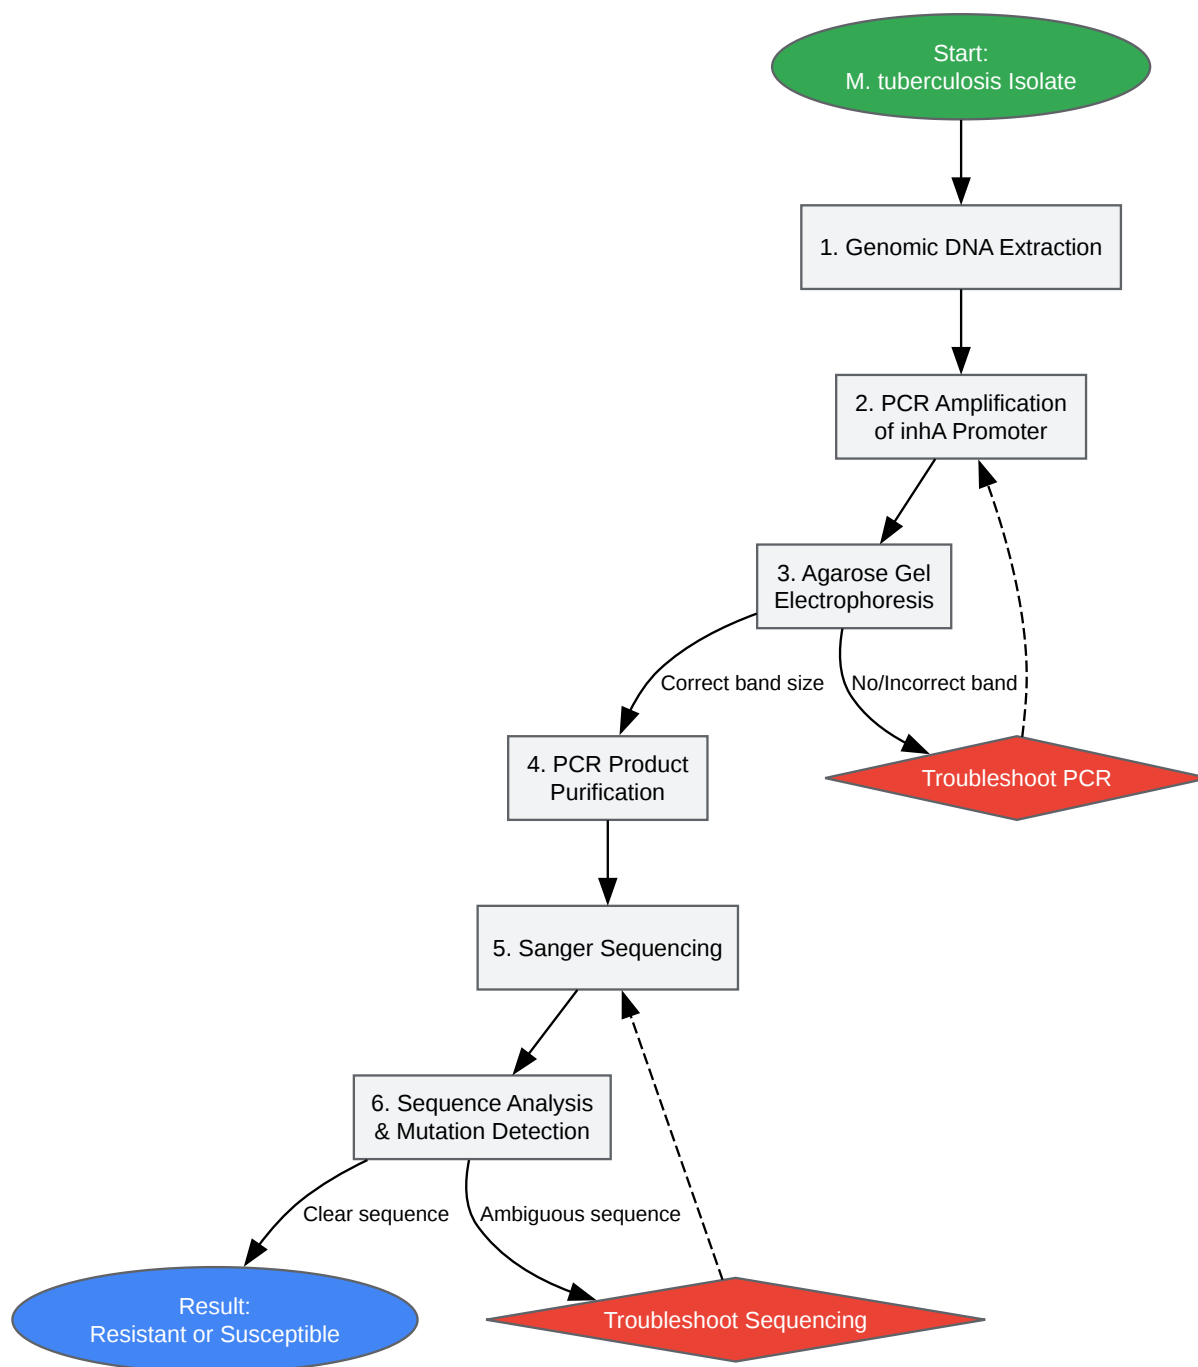 Start:
M. tuberculosis Isolate
1. Genomic DNA Extraction
2. PCR Amplification
of inhA Promoter
3. Agarose Gel
Electrophoresis
Correct band size
No/Incorrect band
4. PCR Product
Purification
Troubleshoot PCR
5. Sanger Sequencing
6. Sequence Analysis
& Mutation Detection
Clear sequence
Ambiguous sequence
Result:
Resistant or Susceptible
Troubleshoot Sequencing